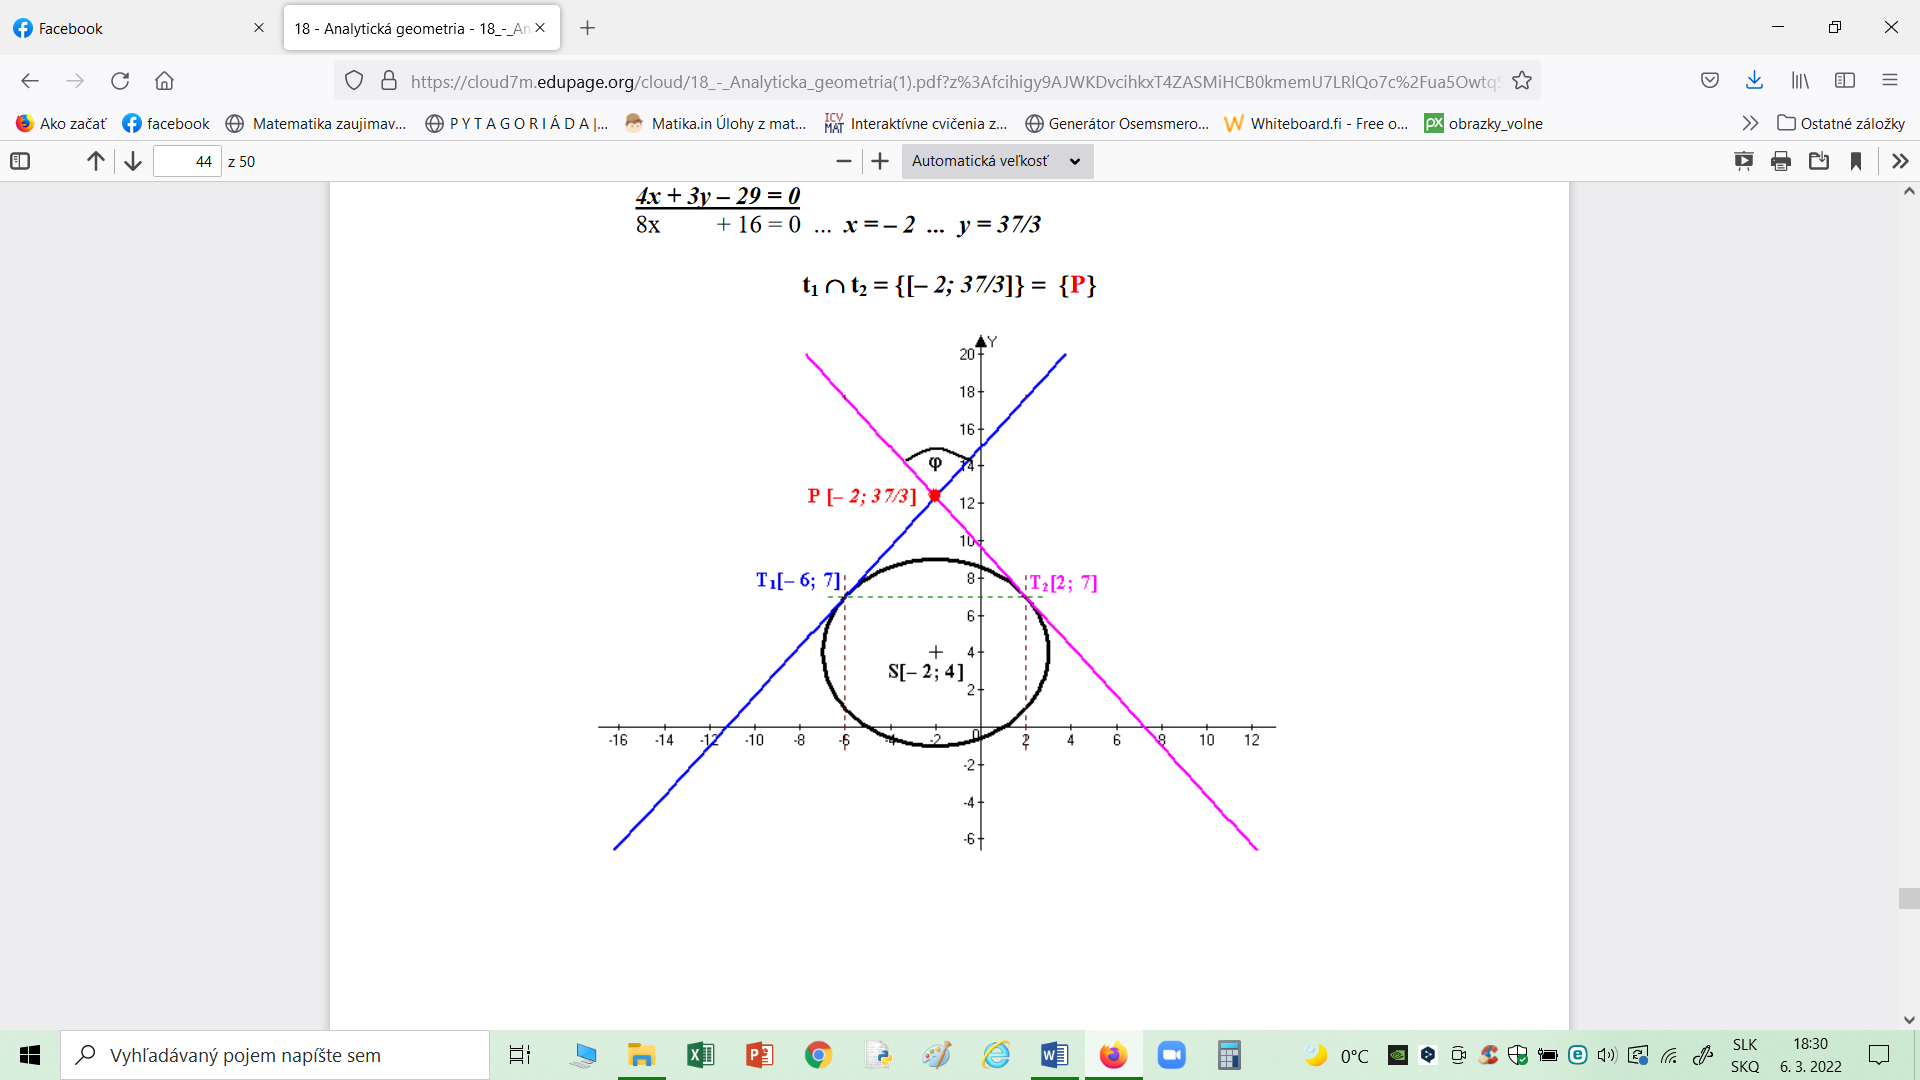 Facebook
18 - Analytická geometria - 18_-_An
https://cloud7m.edupage.org/cloud/18_-_Analyticka_geometria(1).pdf?z%3Afcihigy9AJWKDvcihkxT4ZASMiHCB0kmemU7LRlQo7c%2Fua5Owtq
Ako začať
facebook
Matematika zaujimav...
P Y T A G O R I Á D A |...
Matika.in Úlohy z mat...
ICY MAT
Interaktívne cvičenia z...
Generátor Osemsmero...
Whiteboard.fi - Free o...
px
obrazky_volne
Ostatné záložky
44 z 50
Automatická veľkosť
4x + 3y – 29 = 0
8x + 16 = 0 ... x = – 2 ... y = 37/3
t₁ ∩ t₂ = {[– 2; 37/3]} = {P}
Y
20
18
16
14
φ
P [– 2; 37/3]
12
10
8
T₁[– 6; 7]
T₂[2; 7]
6
4
S[– 2; 4]
2
0
-16 -14 -12 -10 -8 -6 -4 -2 2 4 6 8 10 12
-2
-4
-6
Vyhľadávaný pojem napíšte sem
0°C
SLK
SKQ
18:30
6. 3. 2022